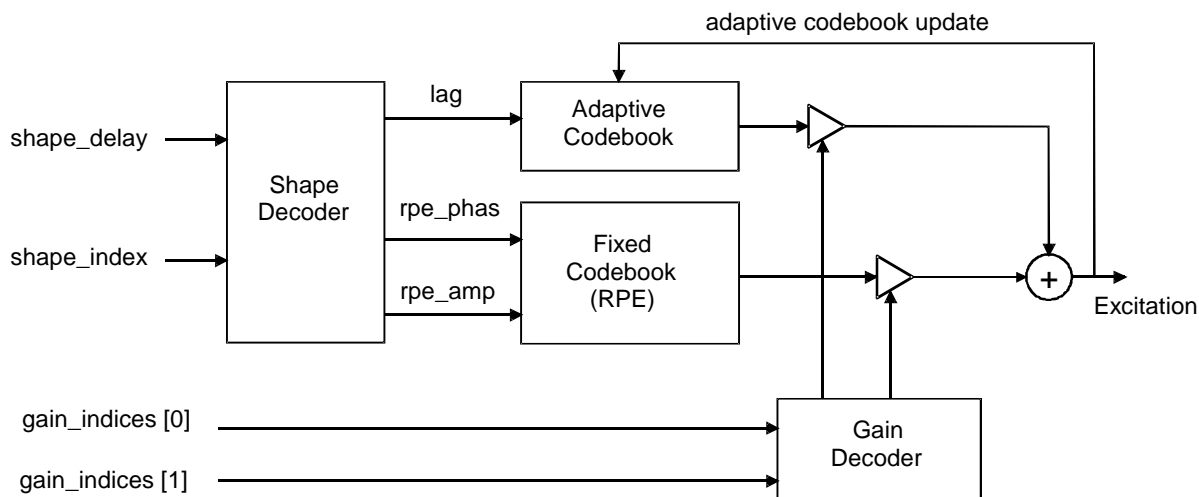 adaptive codebook update
lag
Adaptive
Codebook
shape_delay
Shape
Decoder
rpe_phas
Fixed
Codebook
(RPE)
shape_index
rpe_amp
+
Excitation
gain_indices [0]
Gain
Decoder
gain_indices [1]